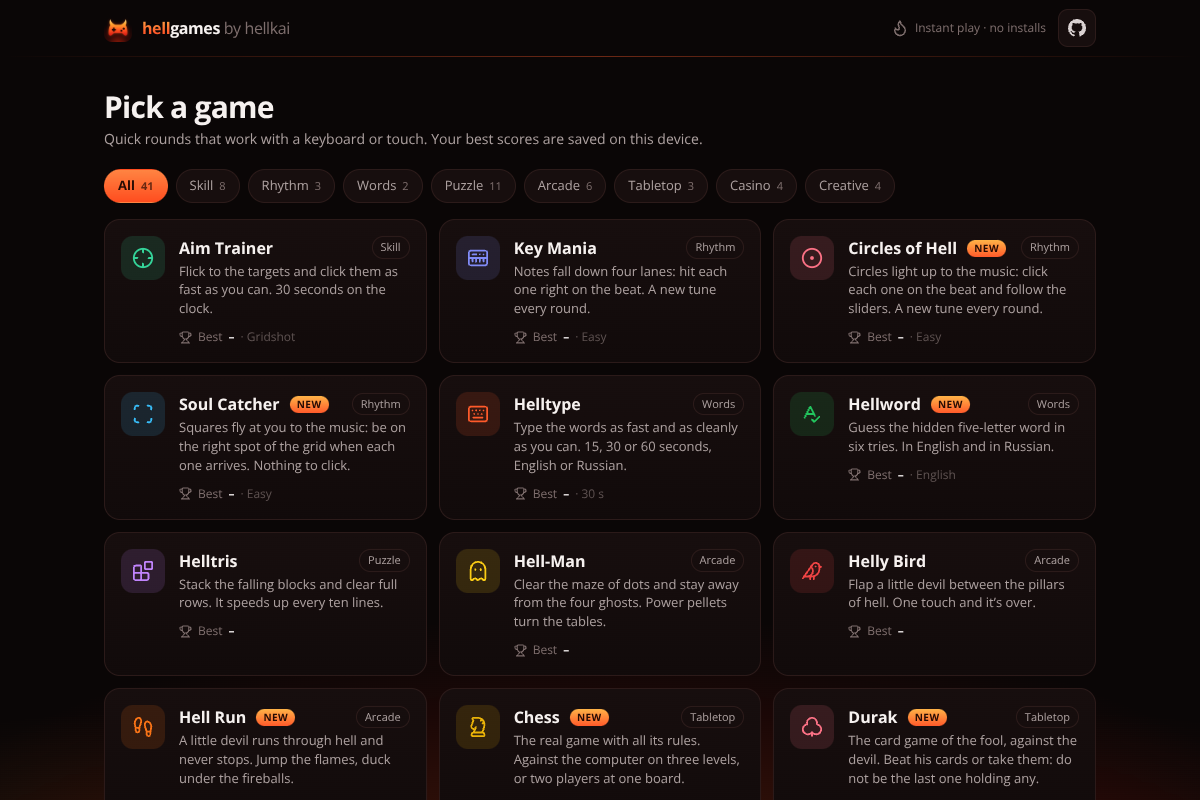 hellgames by hellkai
Instant play · no installs
Pick a game
Quick rounds that work with a keyboard or touch. Your best scores are saved on this device.
All 41
Skill 8
Rhythm 3
Words 2
Puzzle 11
Arcade 6
Tabletop 3
Casino 4
Creative 4
Aim Trainer
Skill
Flick to the targets and click them as
fast as you can. 30 seconds on the
clock.
Best – · Gridshot
Key Mania
Rhythm
Notes fall down four lanes: hit each
one right on the beat. A new tune
every round.
Best – · Easy
Circles of Hell NEW
Rhythm
Circles light up to the music: click
each one on the beat and follow the
sliders. A new tune every round.
Best – · Easy
Soul Catcher NEW
Rhythm
Squares fly at you to the music: be on
the right spot of the grid when each
one arrives. Nothing to click.
Best – · Easy
Helltype
Words
Type the words as fast and as cleanly
as you can. 15, 30 or 60 seconds,
English or Russian.
Best – · 30 s
Hellword NEW
Words
Guess the hidden five-letter word in
six tries. In English and in Russian.
Best – · English
Helltris
Puzzle
Stack the falling blocks and clear full
rows. It speeds up every ten lines.
Best –
Hell-Man
Arcade
Clear the maze of dots and stay away
from the four ghosts. Power pellets
turn the tables.
Best –
Helly Bird
Arcade
Flap a little devil between the pillars
of hell. One touch and it's over.
Best –
Hell Run NEW
Arcade
A little devil runs through hell and
never stops. Jump the flames, duck
under the fireballs.
Chess NEW
Tabletop
The real game with all its rules.
Against the computer on three levels,
or two players at one board.
Durak NEW
Tabletop
The card game of the fool, against the
devil. Beat his cards or take them: do
not be the last one holding any.